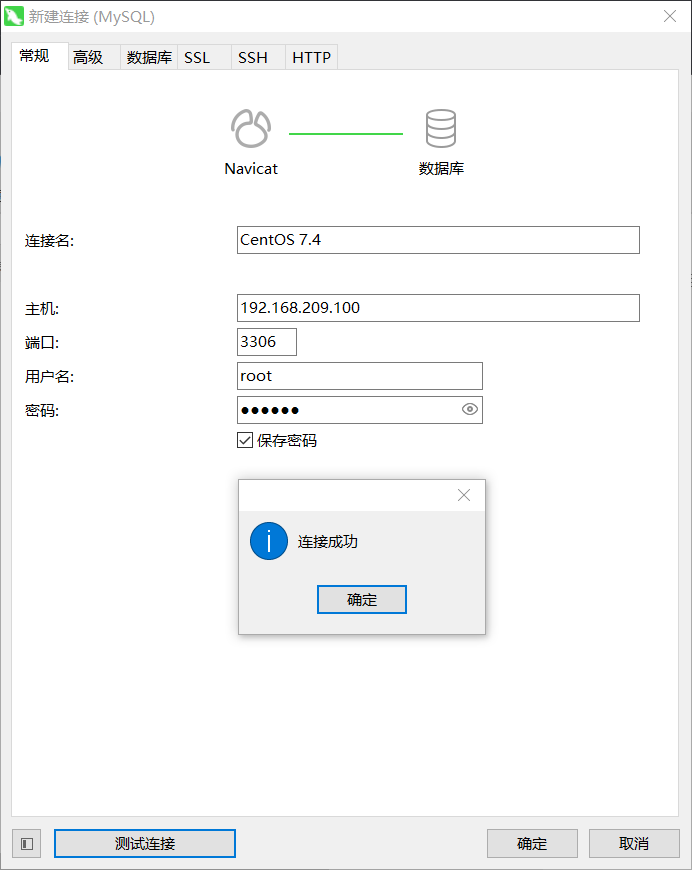 新建连接 (MySQL)
常规 高级 数据库 SSL SSH HTTP
Navicat 数据库
连接名: CentOS 7.4
主机: 192.168.209.100
端口: 3306
用户名: root
密码: ●●●●●●
保存密码
连接成功
确定
测试连接 确定 取消